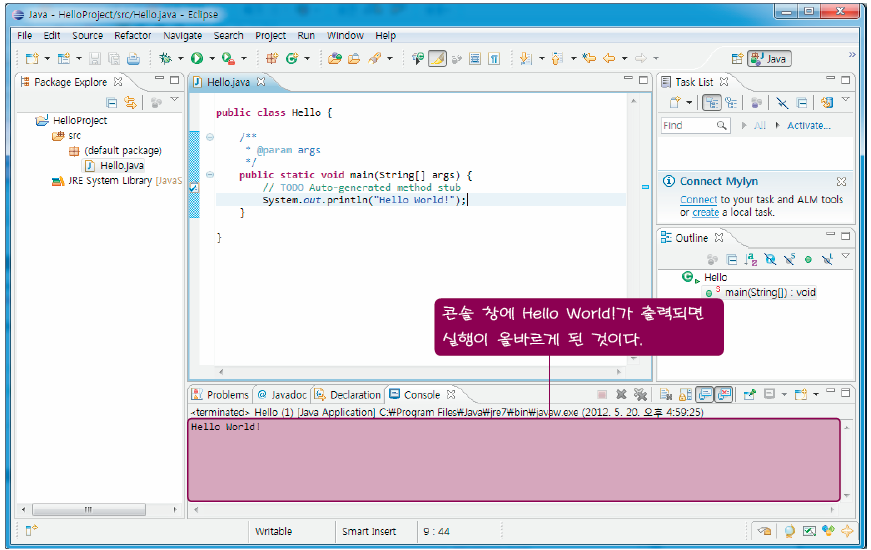 Java - HelloProject/src/Hello.java - Eclipse
File Edit Source Refactor Navigate Search Project Run Window Help
Java
Package Explore
HelloProject
src
(default package)
Hello.java
JRE System Library [JavaS
Hello.java
public class Hello {
/**
* @param args
*/
public static void main(String[] args) {
// TODO Auto-generated method stub
System.out.println("Hello World!");
}
}
Task List
Find
All
Activate...
Connect Mylyn
Connect to your task and ALM tools
or create a local task.
Outline
Hello
main(String[]) : void
콘솔 창에 Hello World!가 출력되면
실행이 올바르게 된 것이다.
Problems @ Javadoc Declaration Console
<terminated> Hello (1) [Java Application] C:₩Program Files₩Java₩jre7₩bin₩javaw.exe (2012. 5. 20. 오후 4:59:25)
Hello World!
Writable Smart Insert 9 : 44